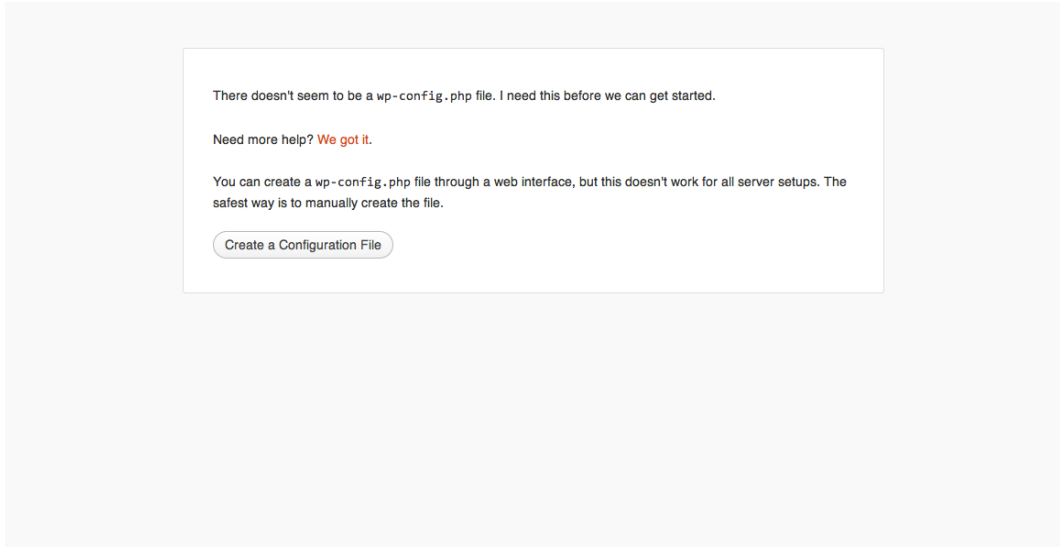 There doesn't seem to be a wp-config.php file. I need this before we can get started.
Need more help? We got it.
You can create a wp-config.php file through a web interface, but this doesn't work for all server setups. The
safest way is to manually create the file.
Create a Configuration File